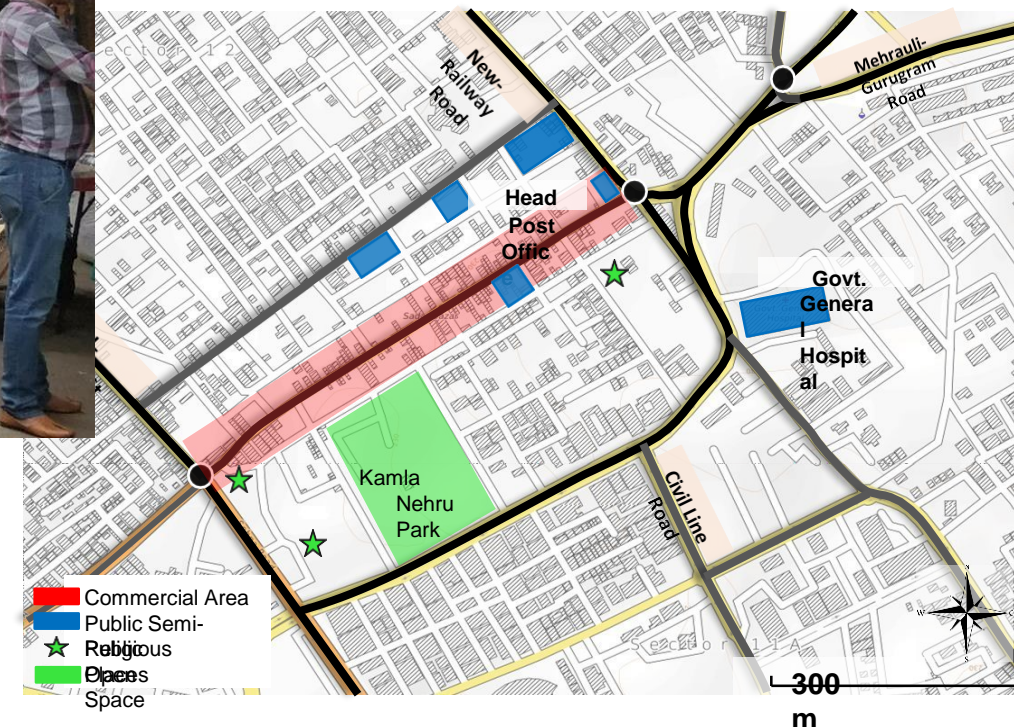 ector 12
New-
Railway
Road
Mehrauli-
Gurugram
Road
Head
Post
Offic
e
Govt.
Genera
l
Hospit
al
Kamla
Nehru
Park
Civil Line
Road
Commercial Area
Public Semi-
Public
Religious
Places
Open
Space
Sector 11A
N
W
S
300
m